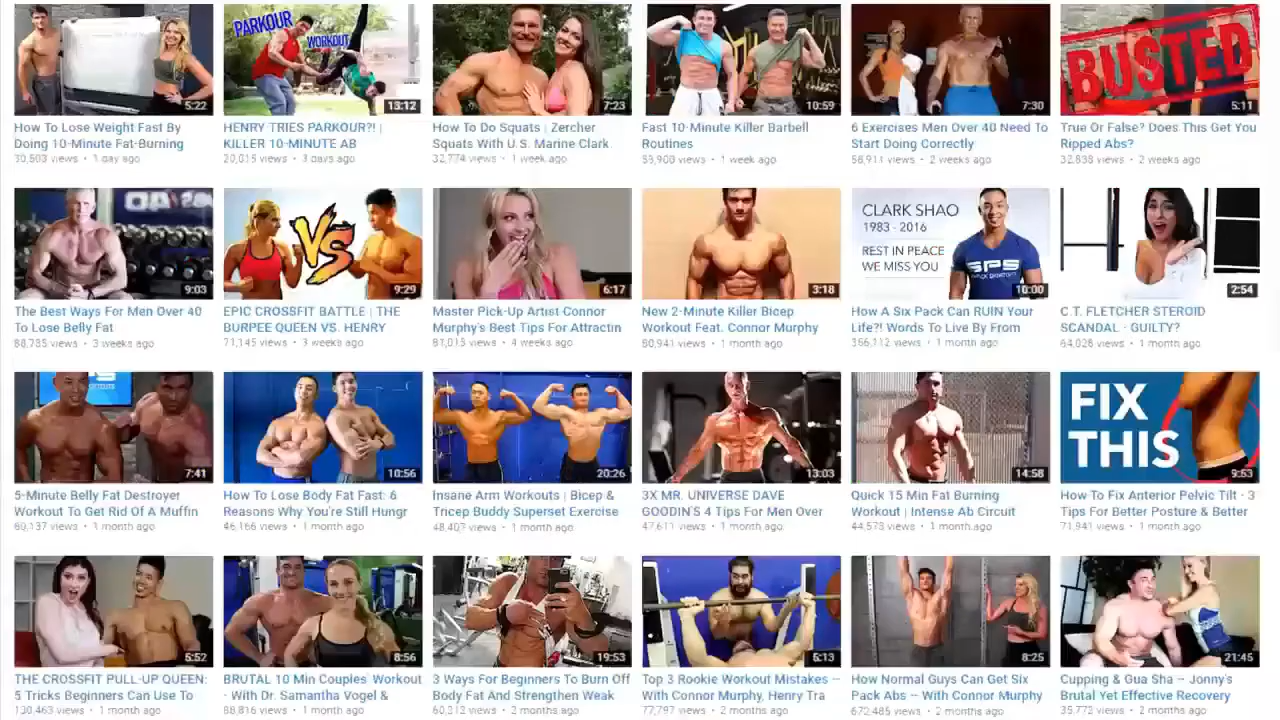 PARKOUR
WORKOUT
BUSTED
5:22
13:12
7:23
10:59
7:30
5:11
How To Lose Weight Fast By
Doing 10-Minute Fat-Burning
HENRY TRIES PARKOUR?! |
KILLER 10-MINUTE AB
How To Do Squats | Zercher
Squats With U.S. Marine Clark
Fast 10-Minute Killer Barbell
Routines
6 Exercises Men Over 40 Need To
Start Doing Correctly
True Or False? Does This Get You
Ripped Abs?
views • 1 day ago
views • 3 days ago
32,774 views • 1 week ago
views • 1 week ago
58,911 views • 2 weeks ago
32,838 views • 2 weeks ago
VS
CLARK SHAO
1983 - 2016
REST IN PEACE
WE MISS YOU
SPS
9:03
9:29
6:17
3:18
10:00
2:54
The Best Ways For Men Over 40
To Lose Belly Fat
EPIC CROSSFIT BATTLE | THE
BURPEE QUEEN VS. HENRY
Master Pick-Up Artist Connor
Murphy's Best Tips For Attractin
New 2-Minute Killer Bicep
Workout Feat. Connor Murphy
How A Six Pack Can RUIN Your
Life?! Words To Live By From
C.T. FLETCHER STEROID
SCANDAL - GUILTY?
88,785 views • 3 weeks ago
71,145 views • 3 weeks ago
81,015 views • 4 weeks ago
80,941 views • 1 month ago
356,112 views • 1 month ago
64,028 views • 1 month ago
FIX
THIS
7:41
10:56
20:26
13:03
14:58
9:53
5-Minute Belly Fat Destroyer
Workout To Get Rid Of A Muffin
How To Lose Body Fat Fast: 6
Reasons Why You're Still Hungr
Insane Arm Workouts | Bicep &
Tricep Buddy Superset Exercise
3X MR. UNIVERSE DAVE
GOODIN'S 4 Tips For Men Over
Quick 15 Min Fat Burning
Workout | Intense Ab Circuit
How To Fix Anterior Pelvic Tilt - 3
Tips For Better Posture & Better
60,137 views • 1 month ago
46,166 views • 1 month ago
48,407 views • 1 month ago
47,611 views • 1 month ago
44,578 views • 1 month ago
71,941 views • 1 month ago
5:52
8:56
19:53
5:13
8:25
21:45
THE CROSSFIT PULL-UP QUEEN:
5 Tricks Beginners Can Use To
BRUTAL 10 Min Couples Workout
- With Dr. Samantha Vogel &
3 Ways For Beginners To Burn Off
Body Fat And Strengthen Weak
Top 3 Rookie Workout Mistakes --
With Connor Murphy, Henry Tra
How Normal Guys Can Get Six
Pack Abs -- With Connor Murphy
Cupping & Gua Sha -- Jonny's
Brutal Yet Effective Recovery
130,463 views • 1 month ago
88,816 views • 1 month ago
60,312 views • 2 months ago
77,797 views • 2 months ago
672,485 views • 2 months ago
35,772 views • 2 months ago